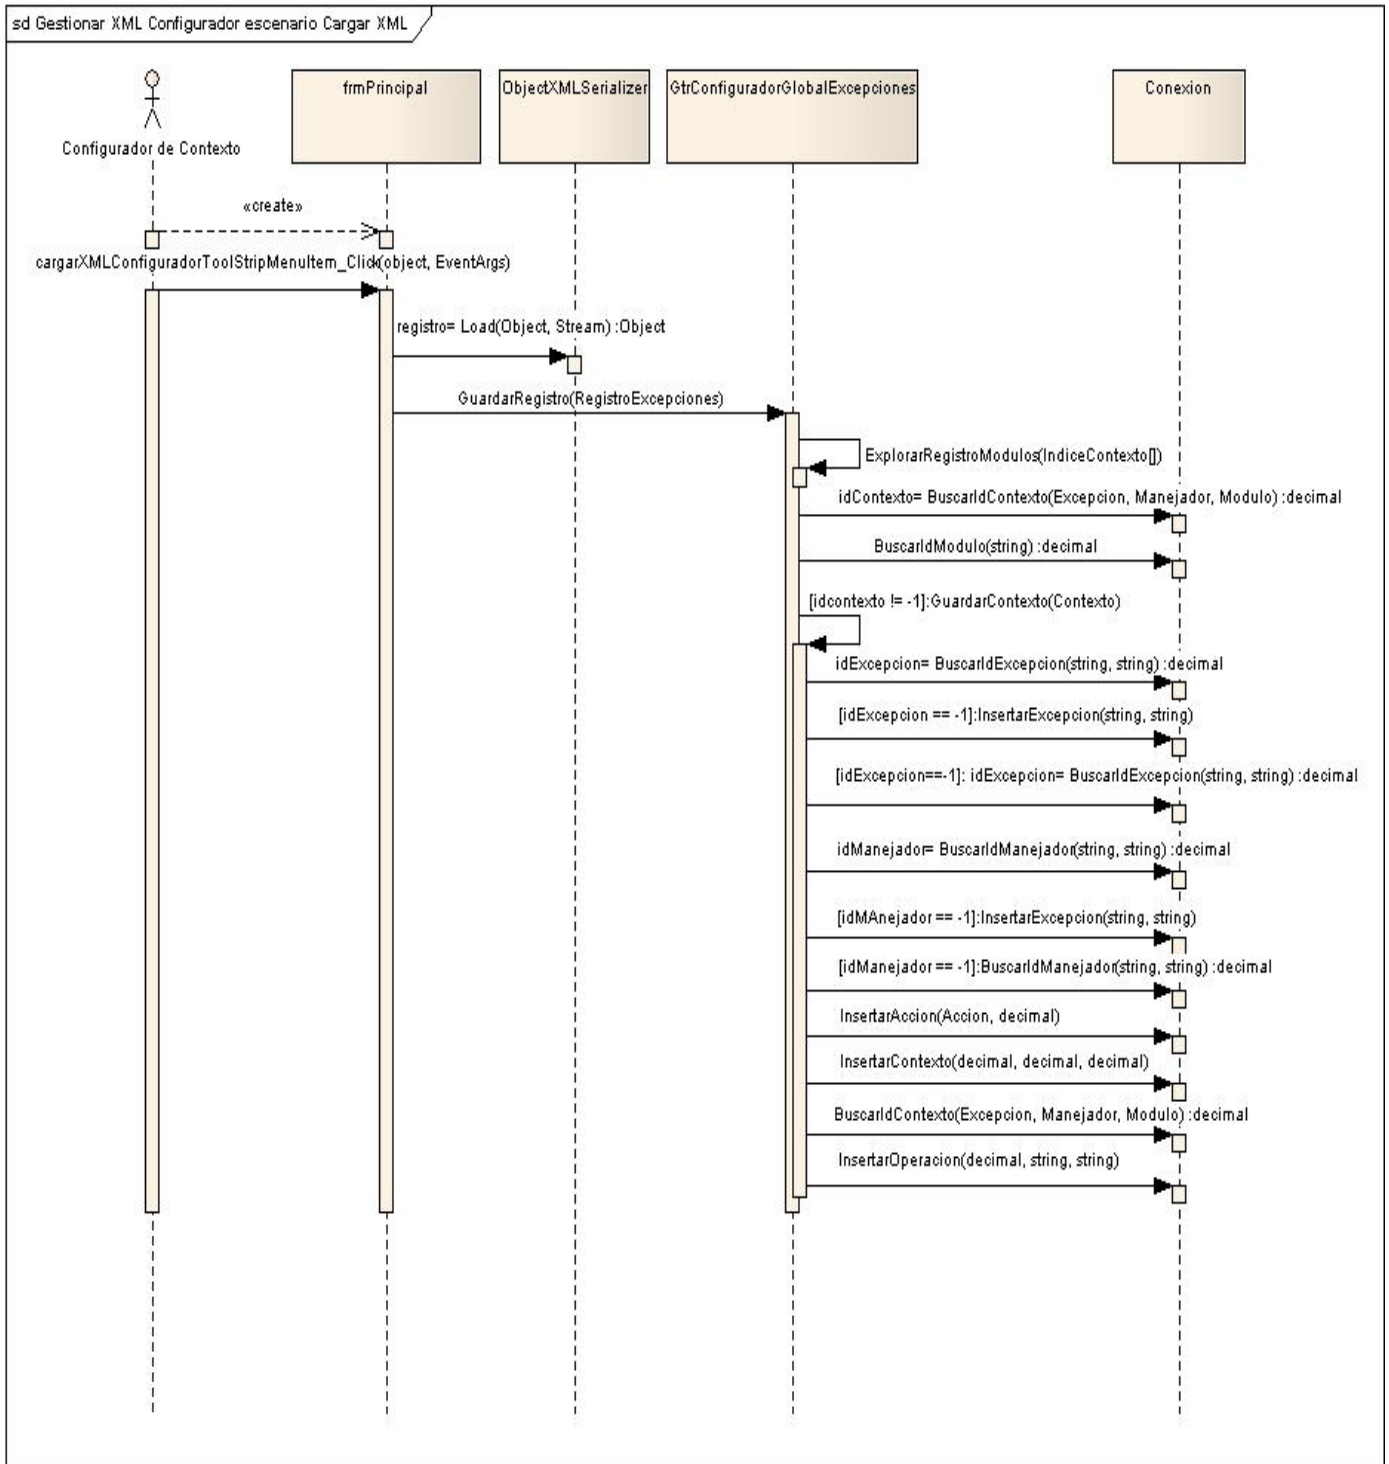 sd Gestionar XML Configurador escenario Cargar XML
frmPrincipal
ObjectXMLSerializer
GtrConfiguradorGlobalExcepciones
Conexion
Configurador de Contexto
«create»
cargarXMLConfiguradorToolStripMenuItem_Click(object, EventArgs)
registro= Load(Object, Stream) :Object
GuardarRegistro(RegistroExcepciones)
ExplorarRegistroModulos(IndiceContexto[])
idContexto= BuscarIdContexto(Excepcion, Manejador, Modulo) :decimal
BuscarIdModulo(string) :decimal
[idcontexto != -1]:GuardarContexto(Contexto)
idExcepcion= BuscarIdExcepcion(string, string) :decimal
[idExcepcion == -1]:InsertarExcepcion(string, string)
[idExcepcion==-1]: idExcepcion= BuscarIdExcepcion(string, string) :decimal
idManejador= BuscarIdManejador(string, string) :decimal
[idMAnejador == -1]:InsertarExcepcion(string, string)
[idManejador == -1]:BuscarIdManejador(string, string) :decimal
InsertarAccion(Accion, decimal)
InsertarContexto(decimal, decimal, decimal)
BuscarIdContexto(Excepcion, Manejador, Modulo) :decimal
InsertarOperacion(decimal, string, string)